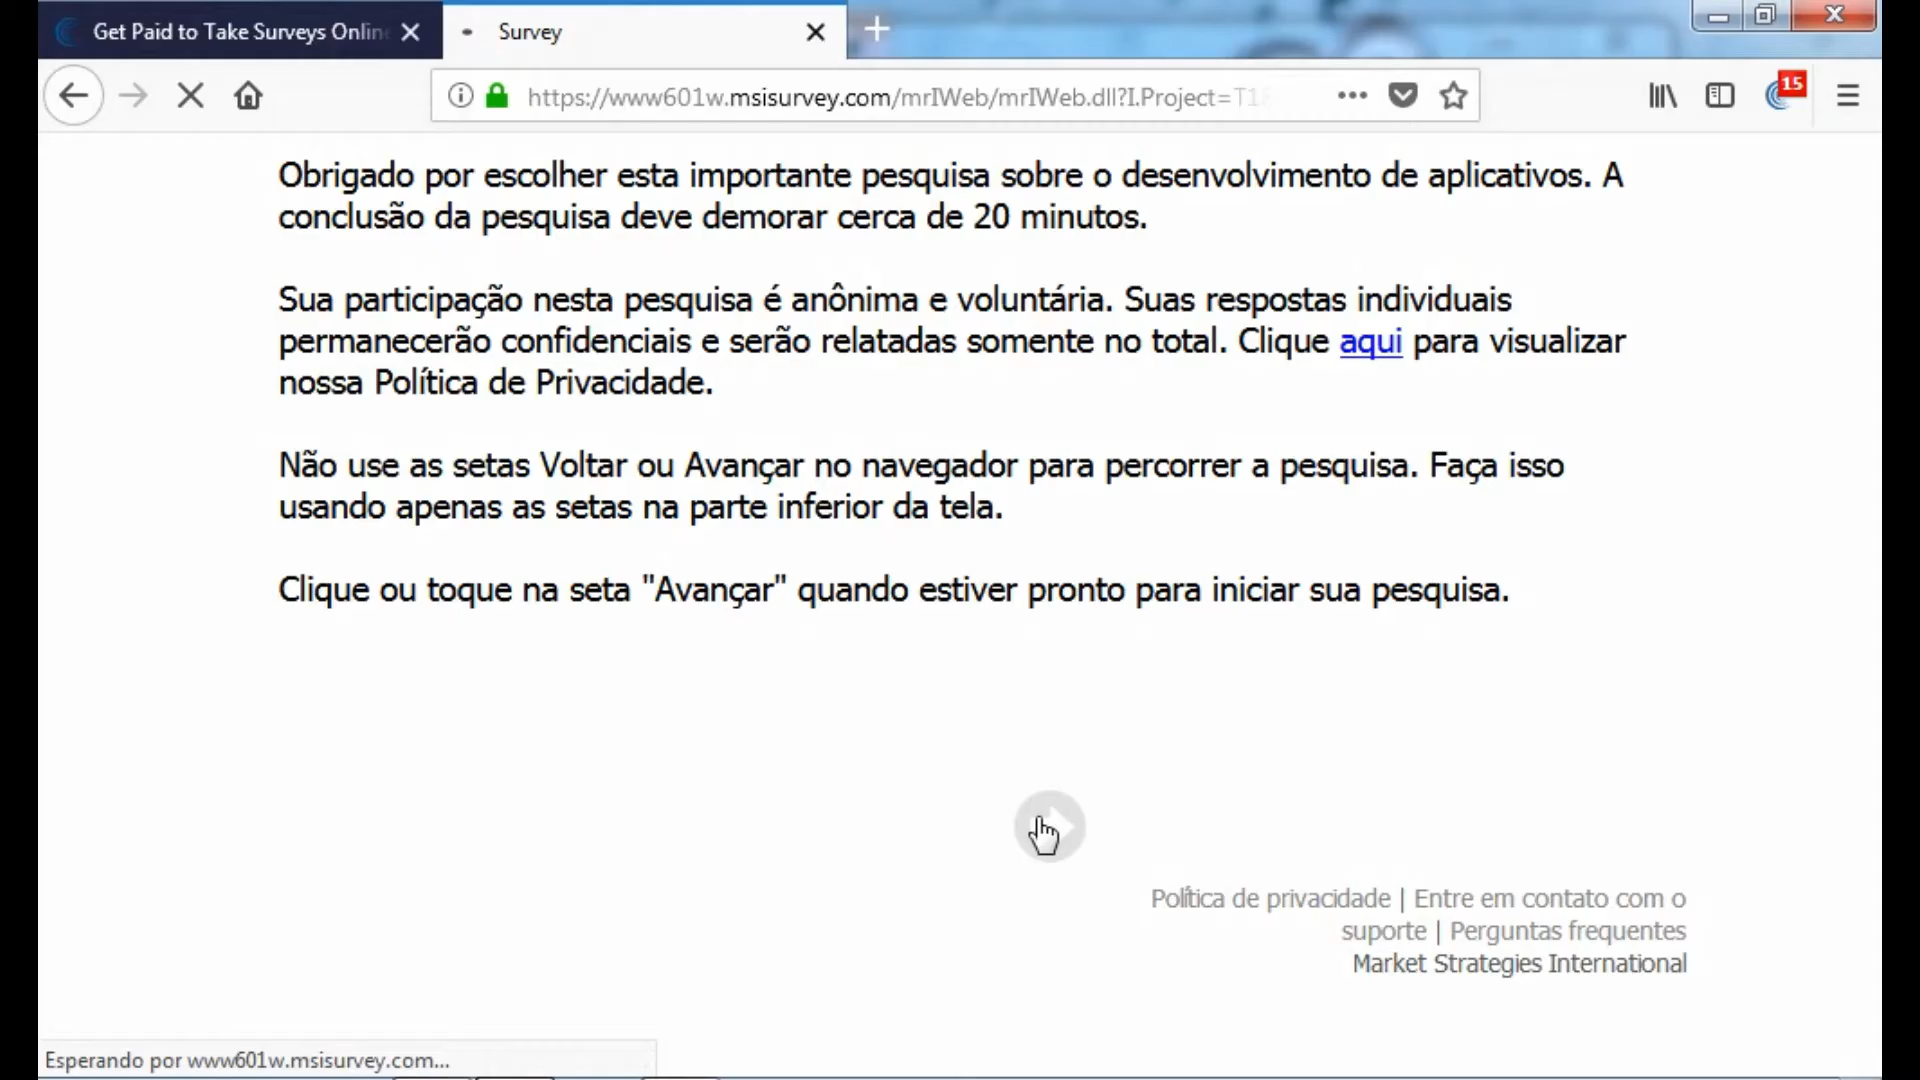 Get Paid to Take Surveys Onlin
Survey
https://www601w.msisurvey.com/mrIWeb/mrIWeb.dll?I.Project=T1
15
Obrigado por escolher esta importante pesquisa sobre o desenvolvimento de aplicativos. A
conclusão da pesquisa deve demorar cerca de 20 minutos.
Sua participação nesta pesquisa é anônima e voluntária. Suas respostas individuais
permanecerão confidenciais e serão relatadas somente no total. Clique aqui para visualizar
nossa Política de Privacidade.
Não use as setas Voltar ou Avançar no navegador para percorrer a pesquisa. Faça isso
usando apenas as setas na parte inferior da tela.
Clique ou toque na seta "Avançar" quando estiver pronto para iniciar sua pesquisa.
Política de privacidade | Entre em contato com o
suporte | Perguntas frequentes
Market Strategies International
Esperando por www601w.msisurvey.com...